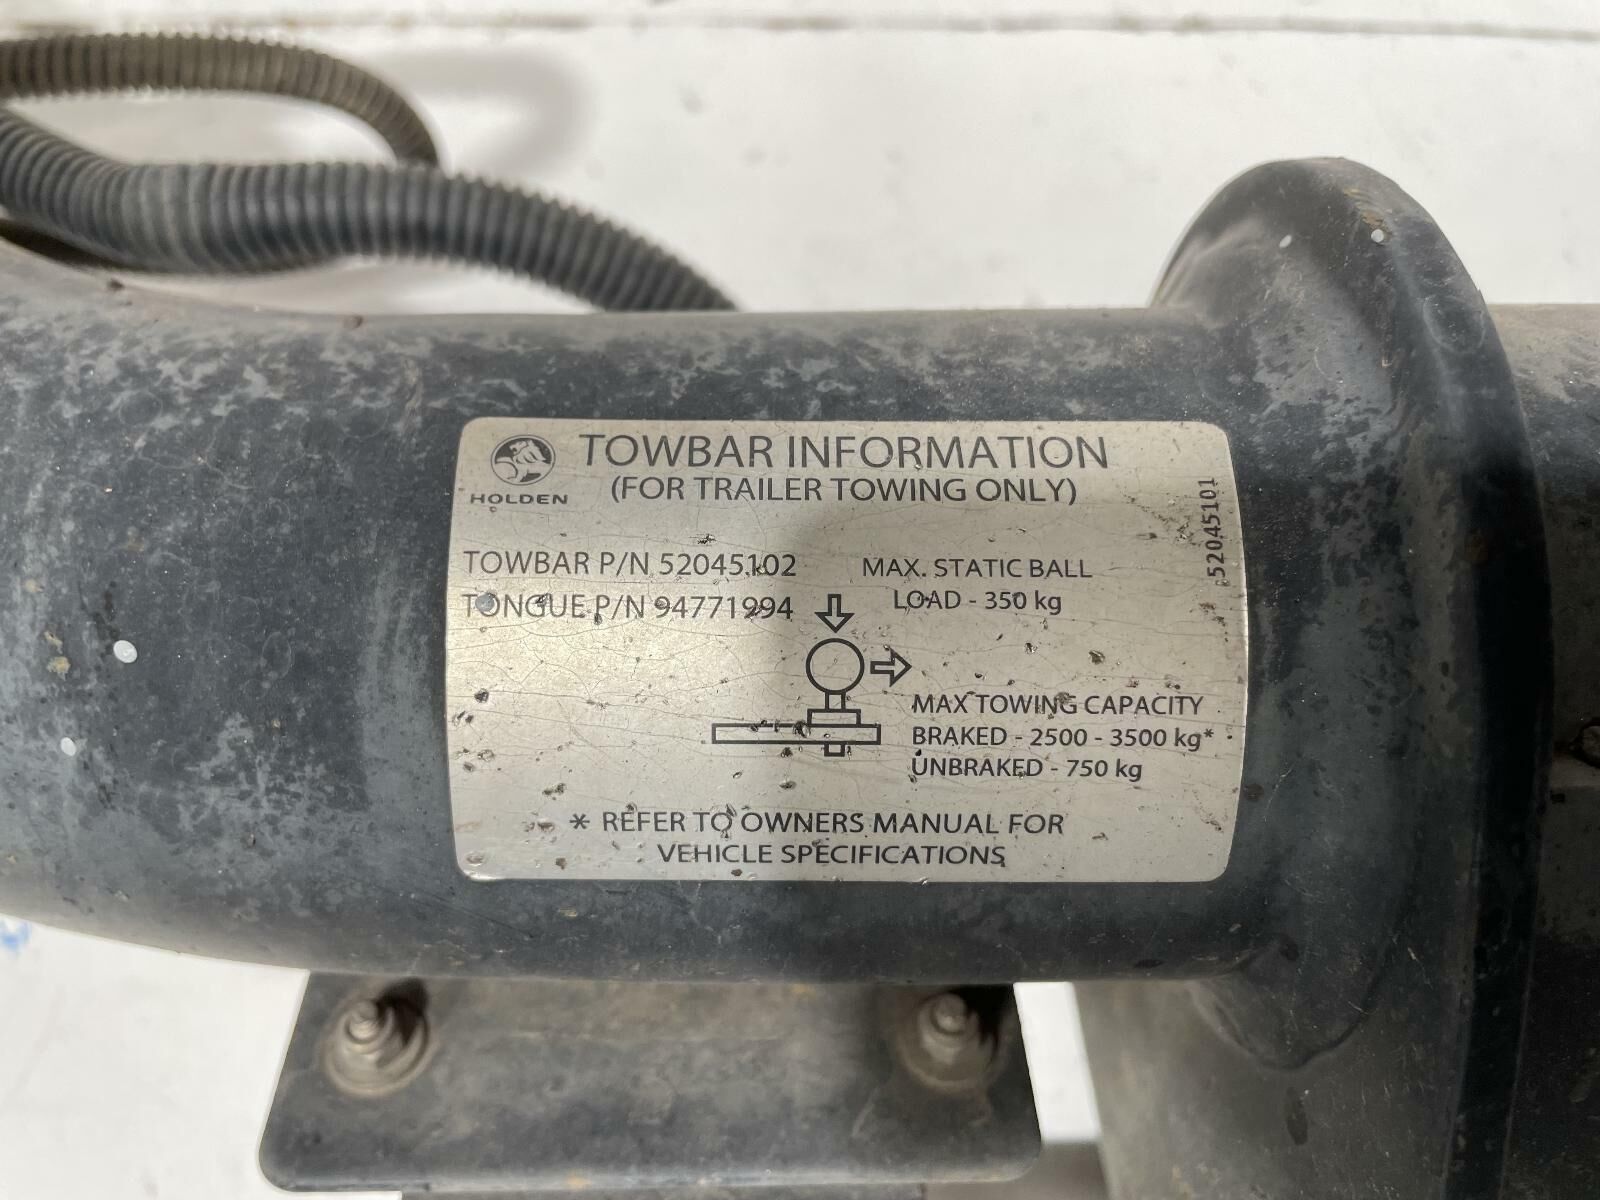 HOLDEN
TOWBAR INFORMATION
(FOR TRAILER TOWING ONLY)
52045101
TOWBAR P/N 52045102
TONGUE P/N 94771994
MAX. STATIC BALL
LOAD - 350 kg
MAX TOWING CAPACITY
BRAKED - 2500 - 3500 kg*
UNBRAKED - 750 kg
* REFER TO OWNERS MANUAL FOR
VEHICLE SPECIFICATIONS